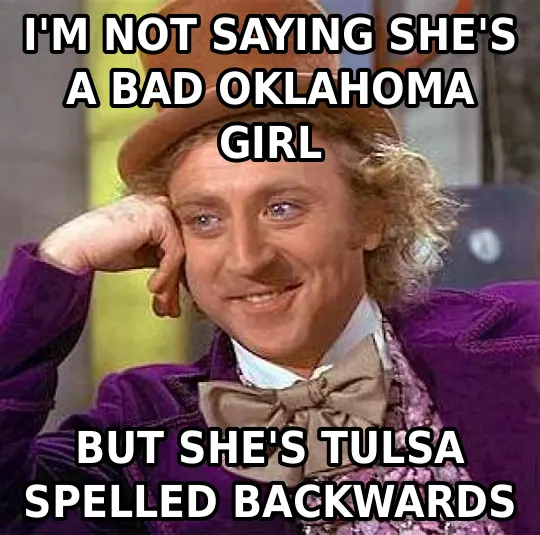 I'M NOT SAYING SHE'S
A BAD OKLAHOMA
GIRL
BUT SHE'S TULSA
SPELLED BACKWARDS